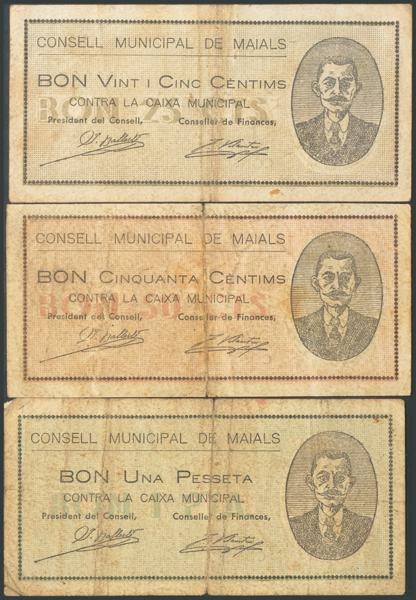 CONSELL MUNICIPAL DE MAIALS
BON VINT I CINC CÈNTIMS
CONTRA LA CAIXA MUNICIPAL
President del Consell, Conseller de Finances,
CONSELL MUNICIPAL DE MAIALS
BON CINQUANTA CÈNTIMS
CONTRA LA CAIXA MUNICIPAL
President del Consell, Conseller de Finances,
CONSELL MUNICIPAL DE MAIALS
BON UNA PESSETA
CONTRA LA CAIXA MUNICIPAL
President del Consell, Conseller de Finances,